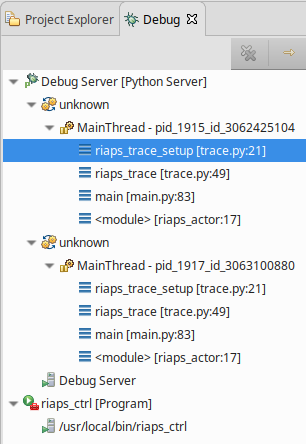 Project Explorer
Debug
Debug Server [Python Server]
unknown
MainThread - pid_1915_id_3062425104
riaps_trace_setup [trace.py:21]
riaps_trace [trace.py:49]
main [main.py:83]
<module> [riaps_actor:17]
unknown
MainThread - pid_1917_id_3063100880
riaps_trace_setup [trace.py:21]
riaps_trace [trace.py:49]
main [main.py:83]
<module> [riaps_actor:17]
Debug Server
riaps_ctrl [Program]
/usr/local/bin/riaps_ctrl